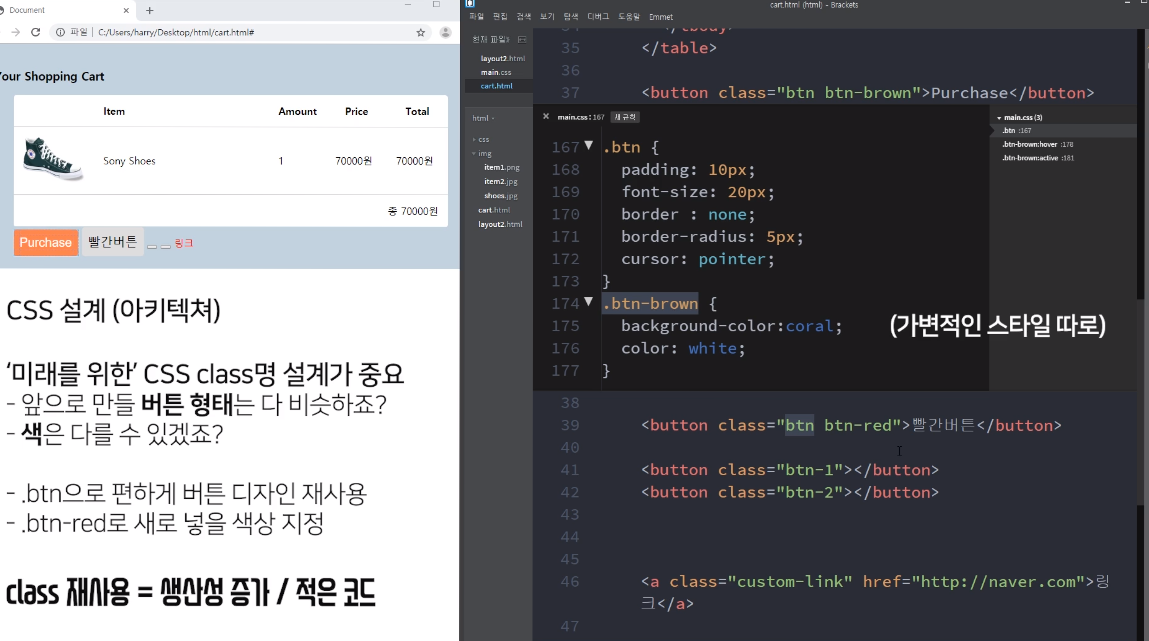 Document
파일
C:/Users/harry/Desktop/html/cart.html#
our Shopping Cart
Item Amount Price Total
Sony Shoes 1 70000원 70000원
총 70000원
Purchase 빨간버튼 링크
CSS 설계 (아키텍쳐)
‘미래를 위한’ CSS class명 설계가 중요
- 앞으로 만들 버튼 형태는 다 비슷하죠?
- 색은 다를 수 있겠죠?
- .btn으로 편하게 버튼 디자인 재사용
- .btn-red로 새로 넣을 색상 지정
class 재사용 = 생산성 증가 / 적은 코드
cart.html (html) - Brackets
파일 편집 검색 보기 탐색 디버그 도움말 Emmet
현재 파일들
layout2.html
main.css
cart.html
html
css
img
item1.png
item2.jpg
shoes.jpg
cart.html
layout2.html
35 </table>
36
37 <button class="btn btn-brown">Purchase</button>
main.css : 167 새 규칙
167 .btn {
168 padding: 10px;
169 font-size: 20px;
170 border : none;
171 border-radius: 5px;
172 cursor: pointer;
173 }
174 .btn-brown {
175 background-color:coral;
176 color: white;
177 }
(가변적인 스타일 따로)
main.css (3)
.btn :167
.btn-brown:hover :178
.btn-brown:active :181
38
39 <button class="btn btn-red">빨간버튼</button>
40
41 <button class="btn-1"></button>
42 <button class="btn-2"></button>
43
44
45
46 <a class="custom-link" href="http://naver.com">링
크</a>
47